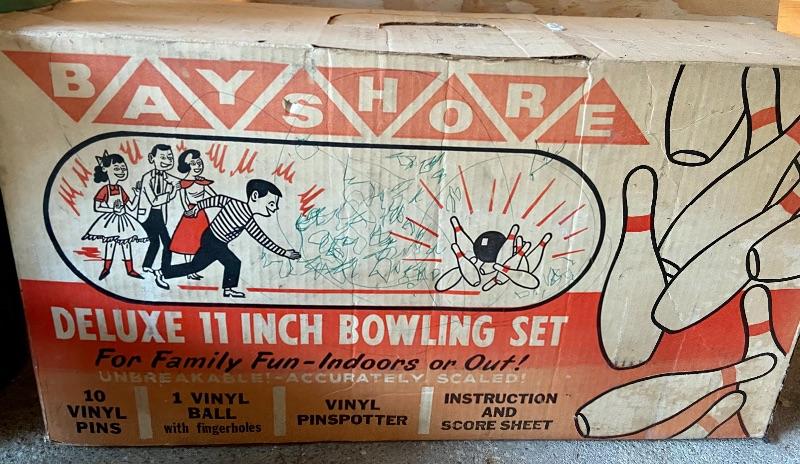 BAYSHORE
DELUXE 11 INCH BOWLING SET
For Family Fun-Indoors or Out!
UNBREAKABLE!-ACCURATELY SCALED!
10
VINYL
PINS
1 VINYL
BALL
with fingerholes
VINYL
PINSPOTTER
INSTRUCTION
AND
SCORE SHEET